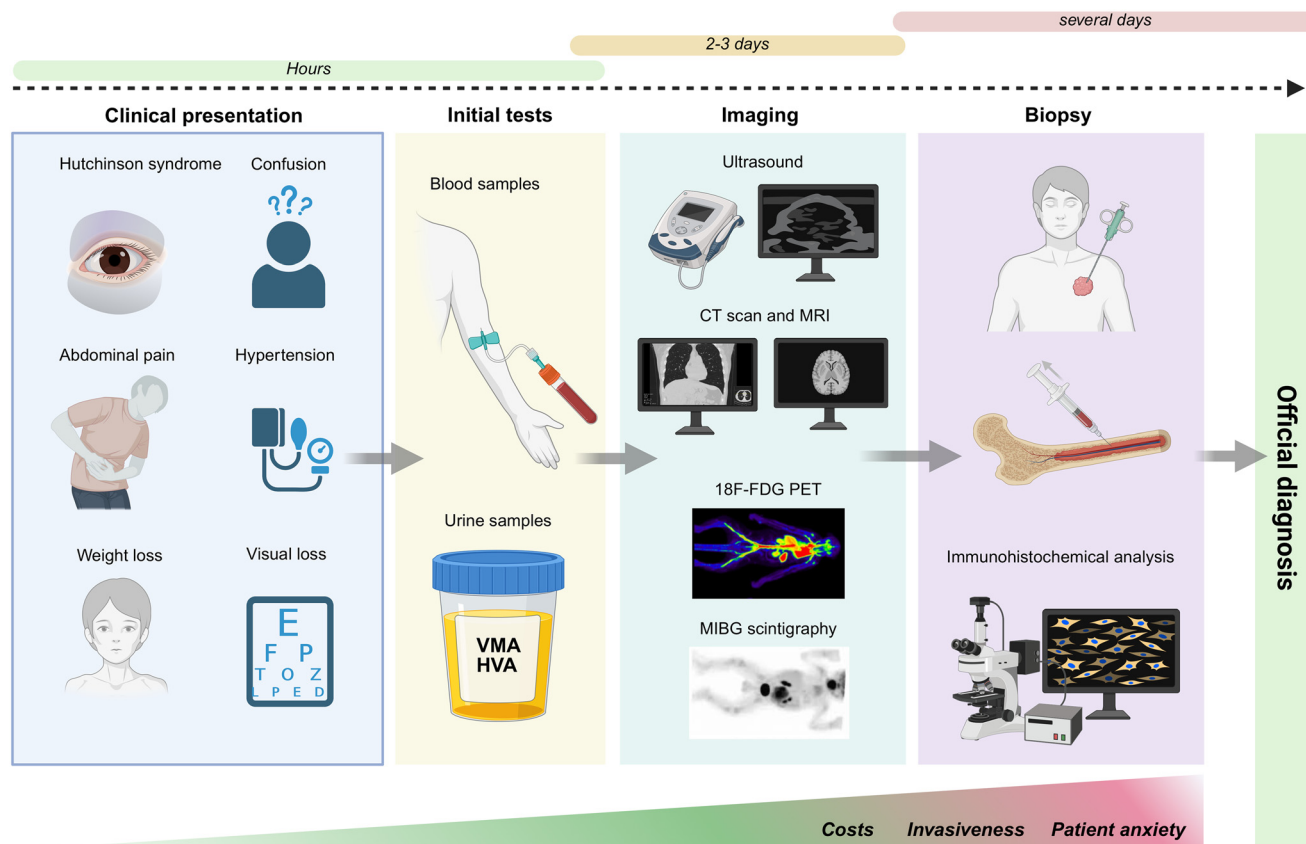 several days
2-3 days
Hours
Clinical presentation
Initial tests
Imaging
Biopsy
Hutchinson syndrome
Confusion
???
Abdominal pain
Hypertension
Weight loss
Visual loss
E
F P
T O Z
L P E D
Blood samples
Urine samples
VMA
HVA
Ultrasound
CT scan and MRI
18F-FDG PET
MIBG scintigraphy
Immunohistochemical analysis
Official diagnosis
Costs Invasiveness Patient anxiety